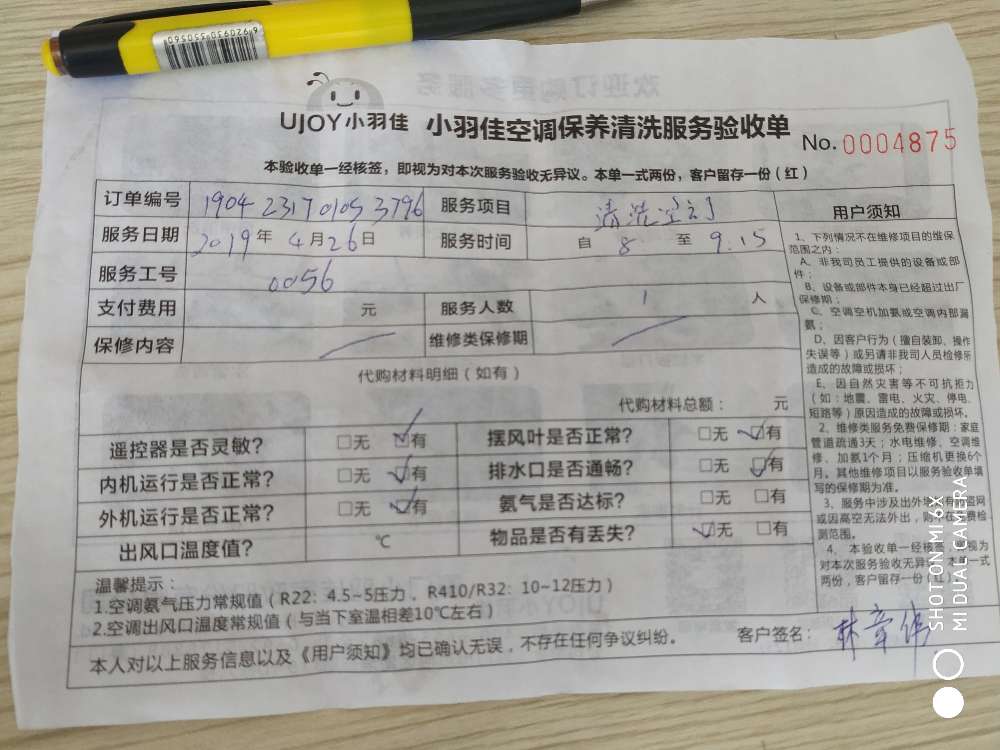 6 920930 550560
UJOY小羽佳 小羽佳空调保养清洗服务验收单
No. 0004875
本验收单一经核签，即视为对本次服务验收无异议。本单一式两份，客户留存一份（红）
订单编号 1904 2317 0105 3796 服务项目 清洗空调
服务日期 2019年 4月26日 服务时间 自 8 至 9:15
服务工号 0056
支付费用 元 服务人数 1 人
保修内容 / 维修类保修期 /
代购材料明细（如有）
代购材料总额： 元
遥控器是否灵敏？ □无 ☑有 摆风叶是否正常？ □无 ☑有
内机运行是否正常？ □无 ☑有 排水口是否通畅？ □无 ☑有
外机运行是否正常？ □无 ☑有 氨气是否达标？ □无 □有
出风口温度值？ ℃ 物品是否有丢失？ ☑无 □有
温馨提示：
1.空调氨气压力常规值（R22：4.5~5压力，R410/R32：10~12压力）
2.空调出风口温度常规值（与当下室温相差10℃左右）
本人对以上服务信息以及《用户须知》均已确认无误，不存在任何争议纠纷。
客户签名： 林章伟
用户须知
1、下列情况不在维修项目的维保
范围之内：
A、非我司员工提供的设备或部
件；
B、设备或部件本身已经超过出厂
保修期；
C、空调空机加氨或空调内部漏
氨；
D、因客户行为（擅自装卸、操作
失误等）或另请非我司人员检修所
造成的故障或损坏；
E、因自然灾害等不可抗拒力
（如：地震、雷电、火灾、停电、
短路等）原因造成的故障或损坏。
2、维修类服务免费保修期：家庭
管道疏通3天；水电维修、空调维
修、加氨1个月；压缩机更换6个
月。其他维修项目以服务验收单填
写的保修期为准。
3、服务中涉及出外
或因高空无法外出，则 检
测范围。
4、本验收单一经核签，即视为
对本次服务验收无异议。本单一式
两份，客户留存一份（红）
SHOT ON MI 6X
MI DUAL CAMERA